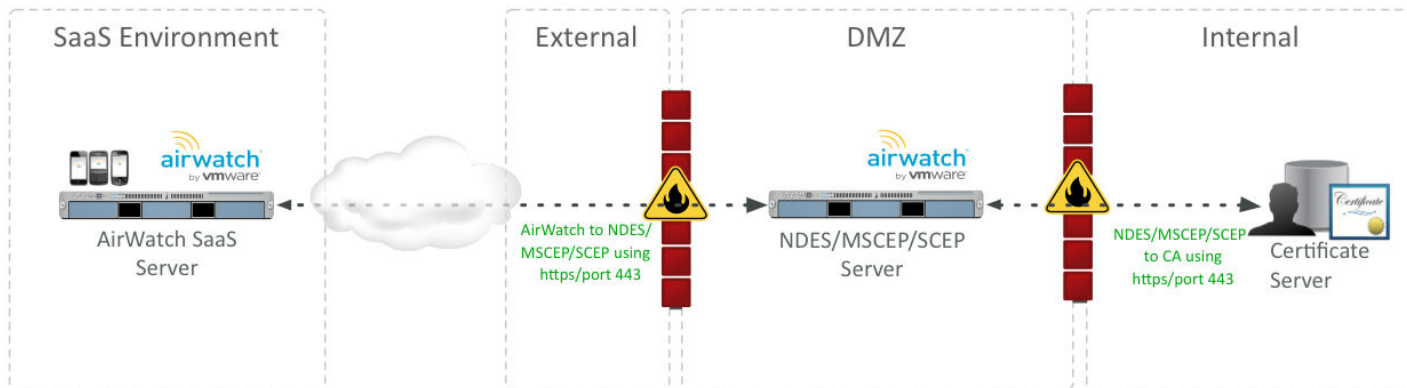 SaaS Environment
External
DMZ
Internal
airwatch
by vmware
AirWatch SaaS
Server
AirWatch to NDES/
MSCEP/SCEP using
https/port 443
airwatch
by vmware
NDES/MSCEP/SCEP
Server
NDES/MSCEP/SCEP
to CA using
https/port 443
Certificate
Certificate
Server